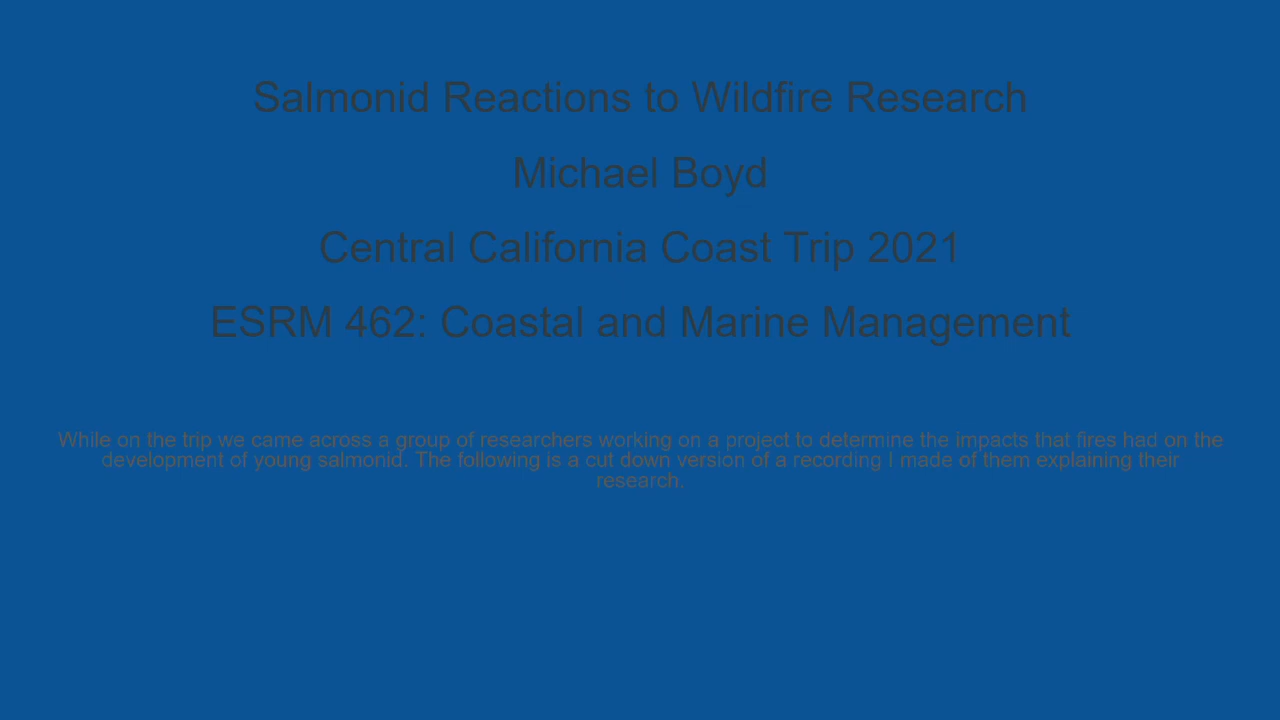 Salmonid Reactions to Wildfire Research
Michael Boyd
Central California Coast Trip 2021
ESRM 462: Coastal and Marine Management
While on the trip we came across a group of researchers working on a project to determine the impacts that fires had on the
development of young salmonid. The following is a cut down version of a recording I made of them explaining their
research.